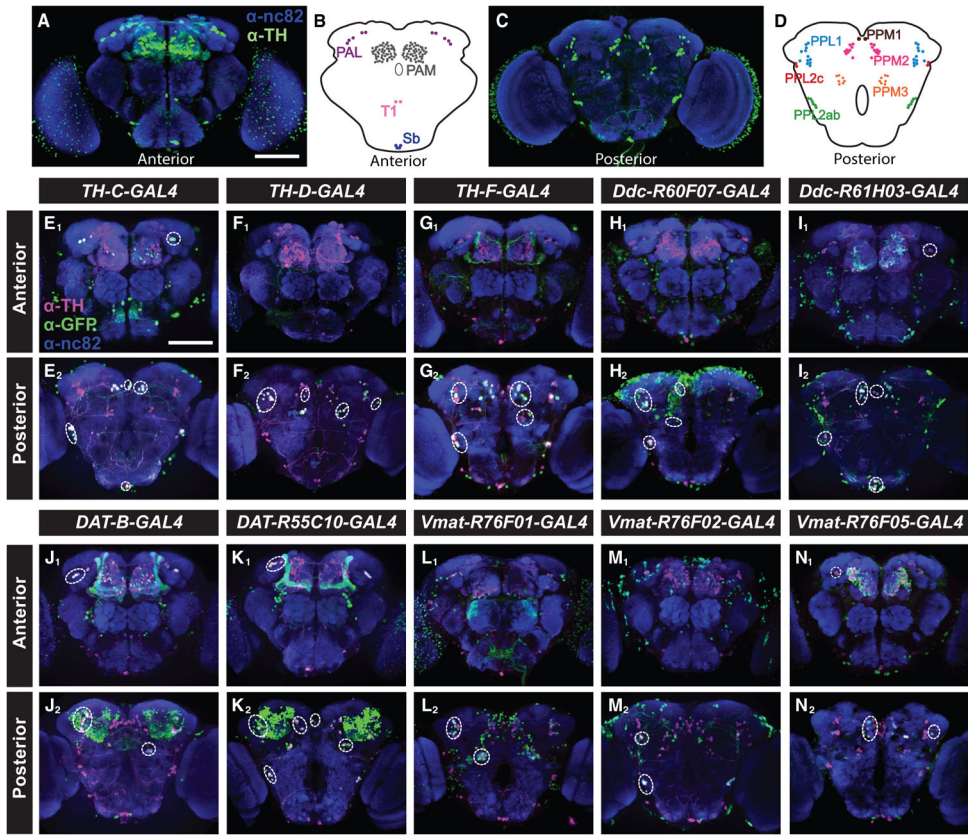 A
α-nc82
α-TH
Anterior
B
PAL
PAM
T1
Sb
Anterior
C
Posterior
D
PPL1
PPM1
PPM2
PPL2c
PPM3
PPL2ab
Posterior
TH-C-GAL4
TH-D-GAL4
TH-F-GAL4
Ddc-R60F07-GAL4
Ddc-R61H03-GAL4
Anterior
E1
α-TH
α-GFP
α-nc82
F1
G1
H1
I1
Posterior
E2
F2
G2
H2
I2
DAT-B-GAL4
DAT-R55C10-GAL4
Vmat-R76F01-GAL4
Vmat-R76F02-GAL4
Vmat-R76F05-GAL4
Anterior
J1
K1
L1
M1
N1
Posterior
J2
K2
L2
M2
N2